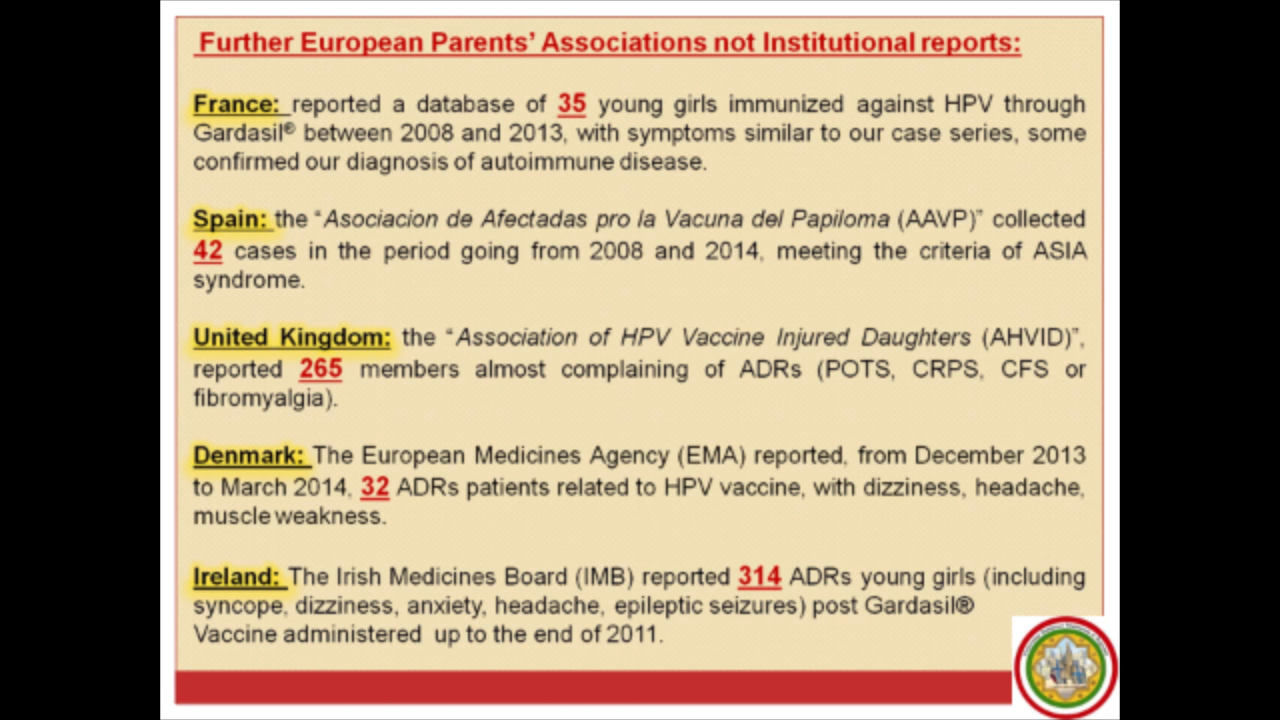 Further European Parents' Associations not Institutional reports:
France: reported a database of 35 young girls immunized against HPV through
Gardasil® between 2008 and 2013, with symptoms similar to our case series, some
confirmed our diagnosis of autoimmune disease.
Spain: the “Asociacion de Afectadas pro la Vacuna del Papiloma (AAVP)” collected
42 cases in the period going from 2008 and 2014, meeting the criteria of ASIA
syndrome.
United Kingdom: the “Association of HPV Vaccine Injured Daughters (AHVID)”,
reported 265 members almost complaining of ADRs (POTS, CRPS, CFS or
fibromyalgia).
Denmark: The European Medicines Agency (EMA) reported, from December 2013
to March 2014, 32 ADRs patients related to HPV vaccine, with dizziness, headache,
muscle weakness.
Ireland: The Irish Medicines Board (IMB) reported 314 ADRs young girls (including
syncope, dizziness, anxiety, headache, epileptic seizures) post Gardasil®
Vaccine administered up to the end of 2011.